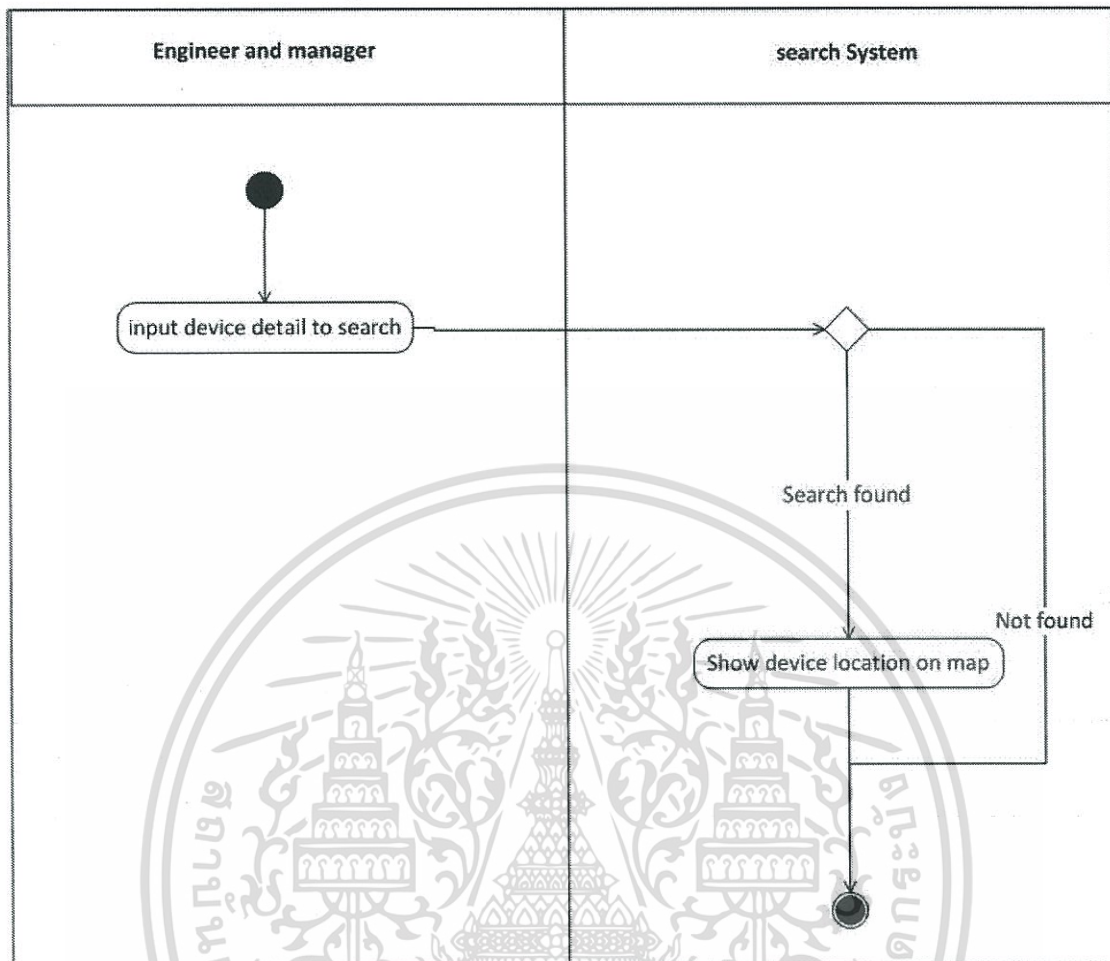 Engineer and manager
search System
input device detail to search
Search found
Not found
Show device location on map